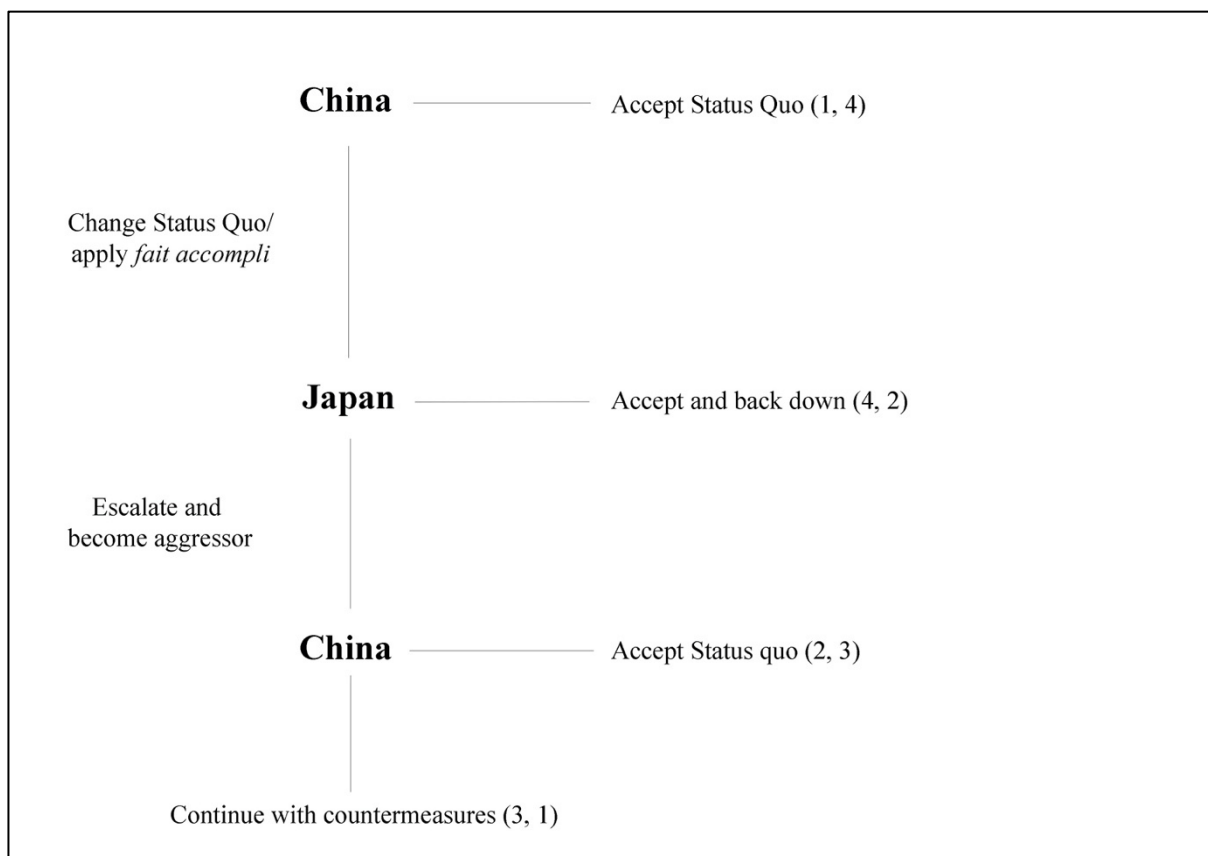 China
Accept Status Quo (1, 4)
Change Status Quo/
apply fait accompli
Japan
Accept and back down (4, 2)
Escalate and
become aggressor
China
Accept Status quo (2, 3)
Continue with countermeasures (3, 1)